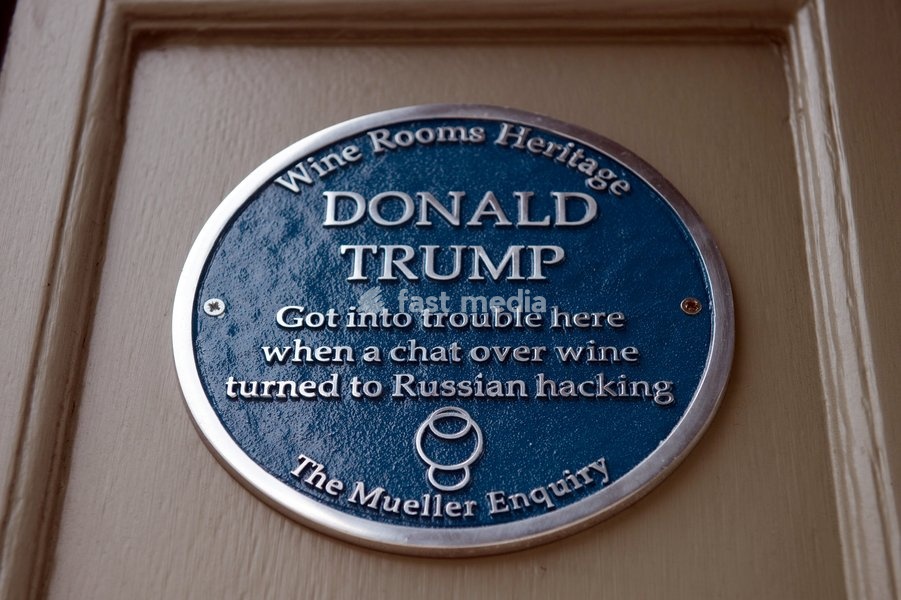 Wine Rooms Heritage
DONALD
TRUMP
fast media
Got into trouble here
when a chat over wine
turned to Russian hacking
The Mueller Enquiry